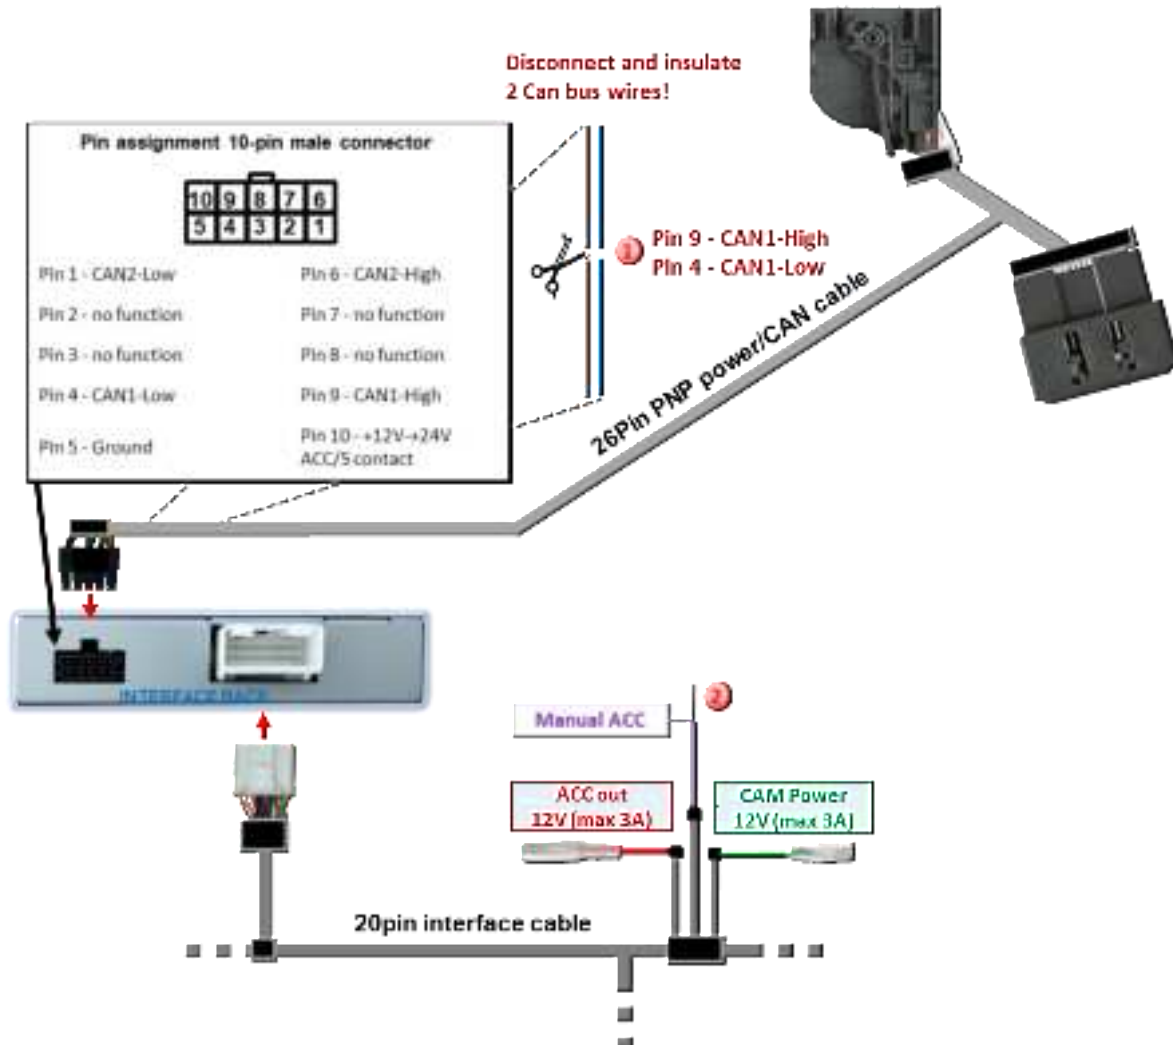 Disconnect and insulate
2 Can bus wires!
Pin assignment 10-pin male connector
10 9 8 7 6
5 4 3 2 1
Pin 1 - CAN2-Low
Pin 6 - CAN2-High
Pin 2 - no function
Pin 7 - no function
Pin 3 - no function
Pin 8 - no function
Pin 4 - CAN1-Low
Pin 9 - CAN1-High
Pin 5 - Ground
Pin 10 - +12V→24V
ACC/S contact
1
Pin 9 - CAN1-High
Pin 4 - CAN1-Low
26Pin PNP power/CAN cable
INTERFACE BACK
2
Manual ACC
ACC out
12V (max 3A)
CAM Power
12V (max 3A)
20pin interface cable